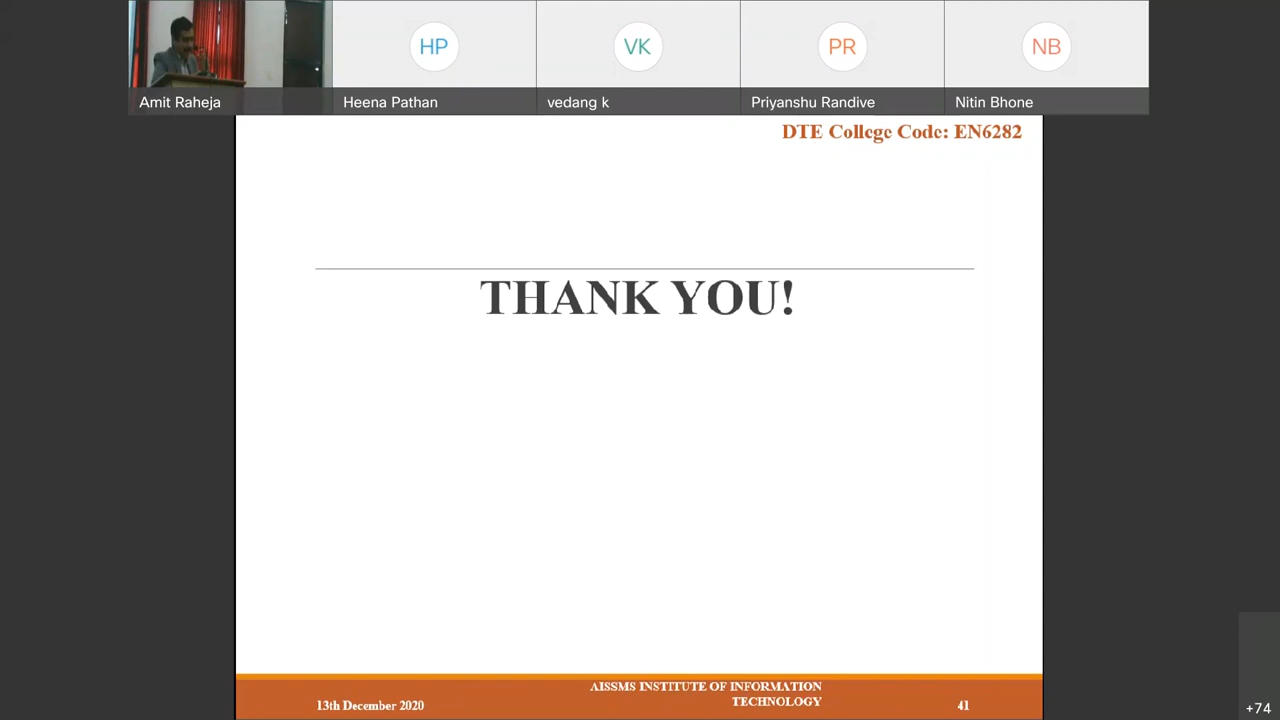 HP
VK
PR
NB
Amit Raheja
Heena Pathan
vedang k
Priyanshu Randive
Nitin Bhone
DTE College Code: EN6282
THANK YOU!
13th December 2020
AISSMS INSTITUTE OF INFORMATION
TECHNOLOGY
41
+74